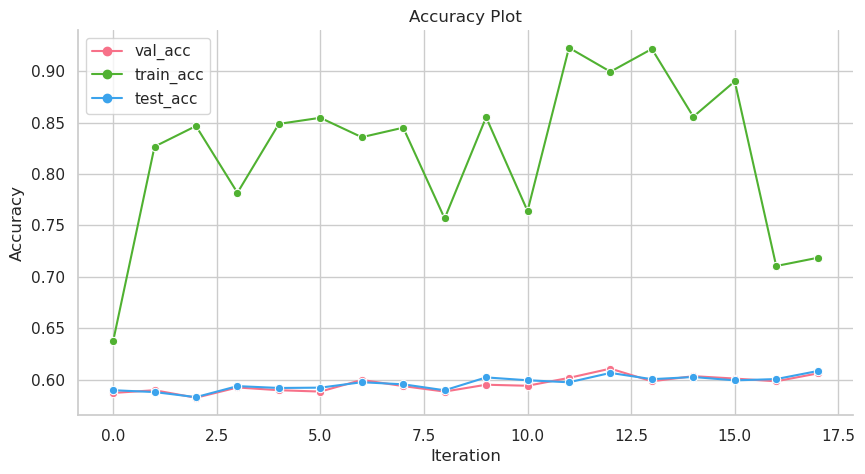 Accuracy Plot
val_acc
train_acc
test_acc
Accuracy
0.90
0.85
0.80
0.75
0.70
0.65
0.60
0.0 2.5 5.0 7.5 10.0 12.5 15.0 17.5
Iteration